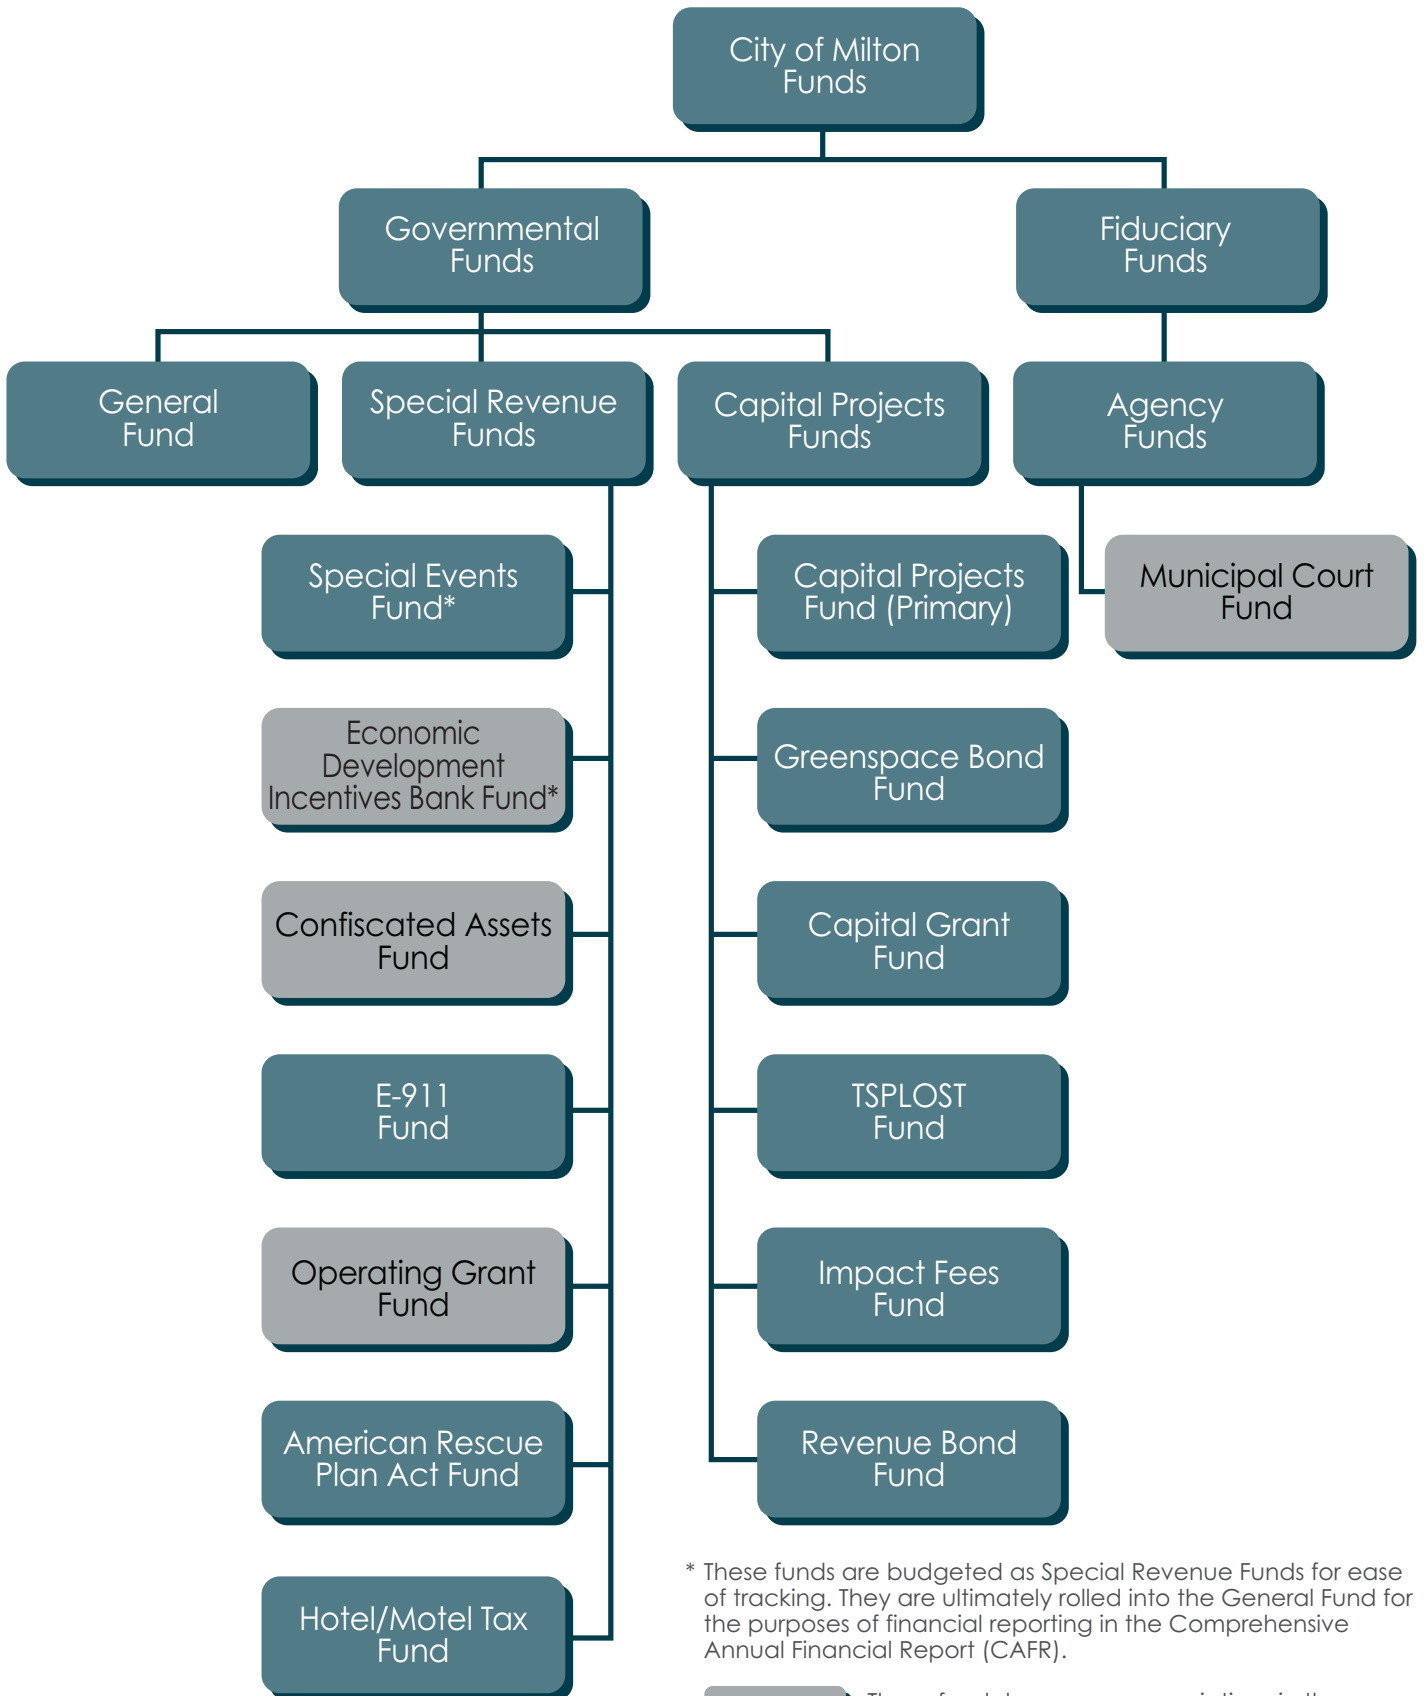 City of Milton
Funds
Governmental
Funds
Fiduciary
Funds
General
Fund
Special Revenue
Funds
Capital Projects
Funds
Agency
Funds
Special Events
Fund*
Capital Projects
Fund (Primary)
Municipal Court
Fund
Economic
Development
Incentives Bank Fund*
Greenspace Bond
Fund
Confiscated Assets
Fund
Capital Grant
Fund
E-911
Fund
TSPLOST
Fund
Operating Grant
Fund
Impact Fees
Fund
American Rescue
Plan Act Fund
Revenue Bond
Fund
Hotel/Motel Tax
Fund
* These funds are budgeted as Special Revenue Funds for ease
of tracking. They are ultimately rolled into the General Fund for
the purposes of financial reporting in the Comprehensive
Annual Financial Report (CAFR).